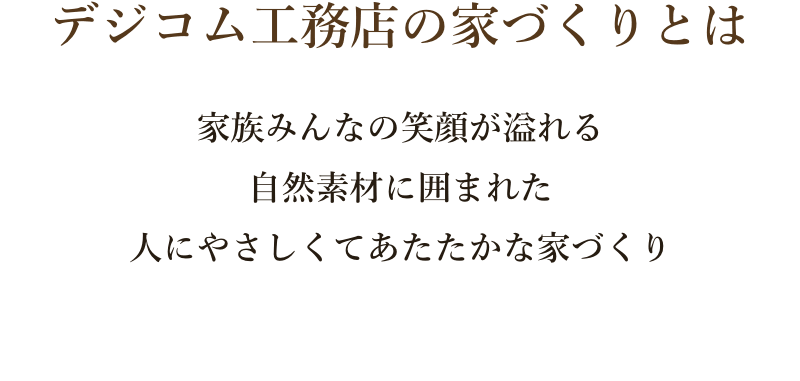 デジコム工務店の家づくりとは
家族みんなの笑顔が溢れる
自然素材に囲まれた
人にやさしくてあたたかな家づくり